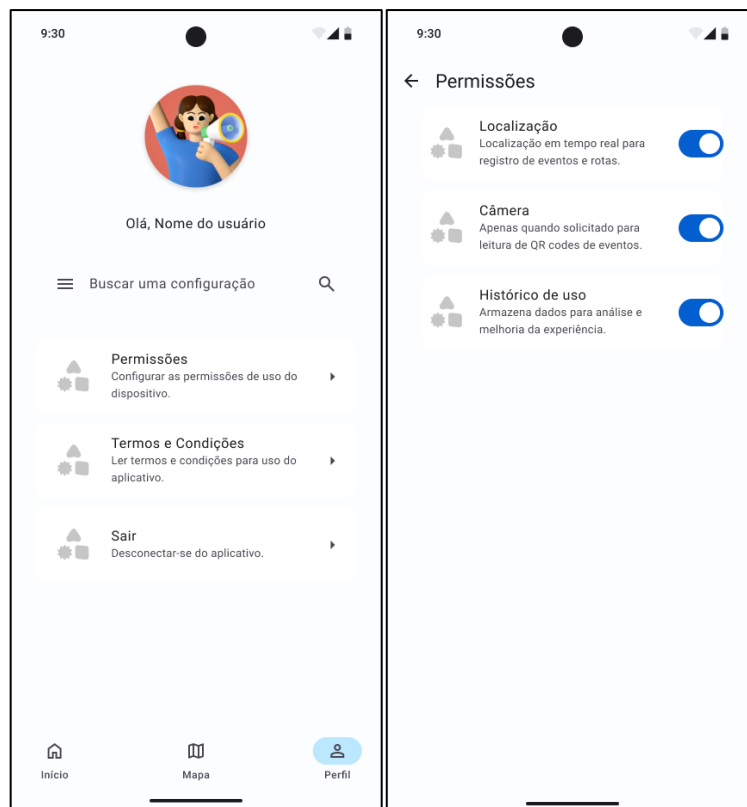 9:30
Olá, Nome do usuário
Buscar uma configuração
Permissões
Configurar as permissões de uso do
dispositivo.
Termos e Condições
Ler termos e condições para uso do
aplicativo.
Sair
Desconectar-se do aplicativo.
Início
Mapa
Perfil
9:30
Permissões
Localização
Localização em tempo real para
registro de eventos e rotas.
Câmera
Apenas quando solicitado para
leitura de QR codes de eventos.
Histórico de uso
Armazena dados para análise e
melhoria da experiência.